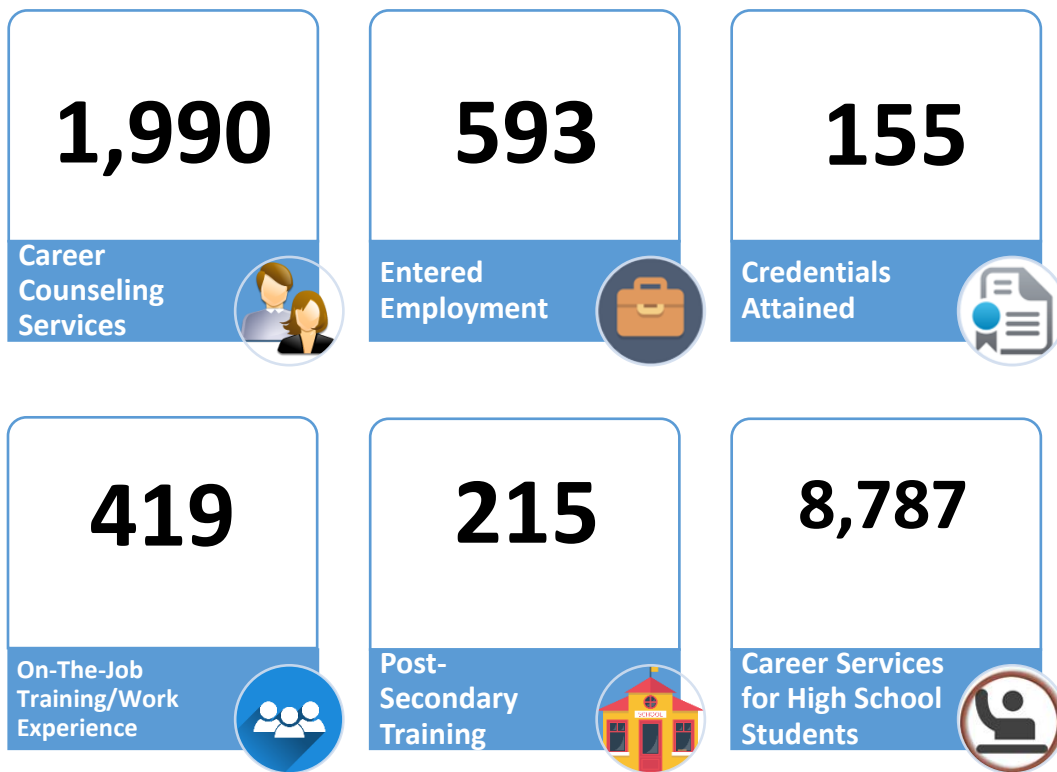 1,990
Career
Counseling
Services
593
Entered
Employment
155
Credentials
Attained
419
On-The-Job
Training/Work
Experience
215
Post-
Secondary
Training
SCHOOL
8,787
Career Services
for High School
Students